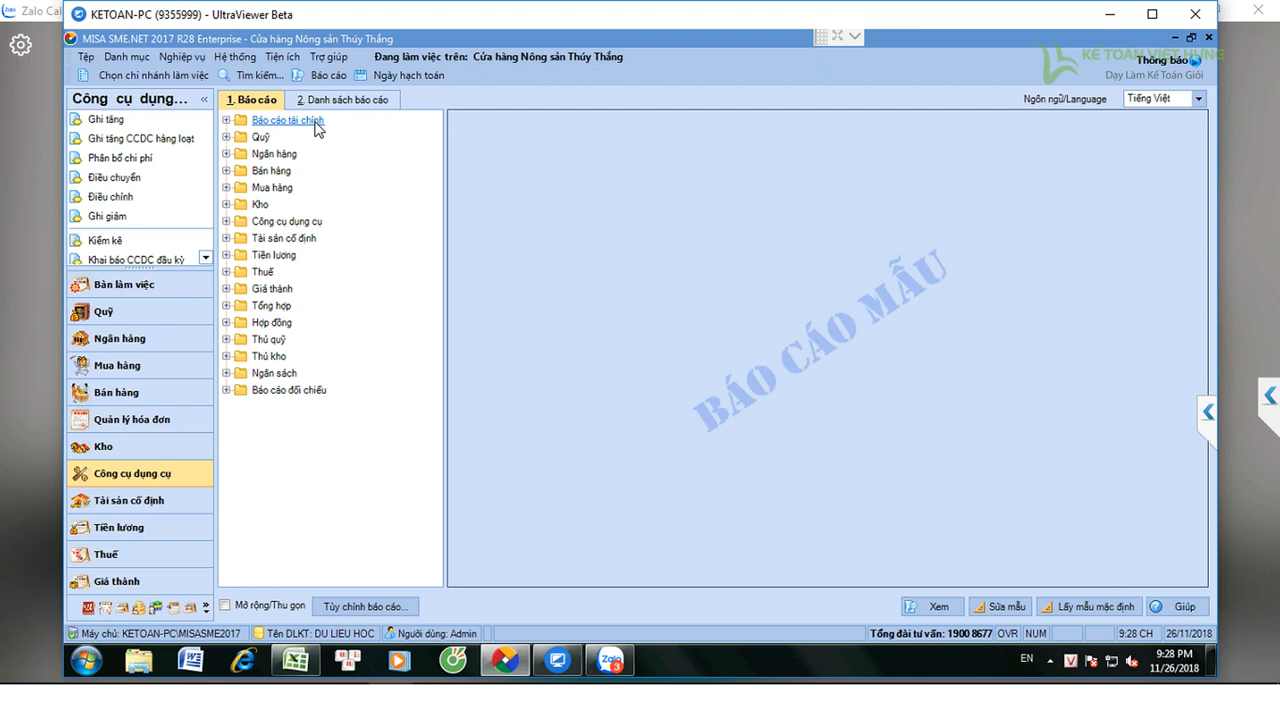 Zalo Cal
KETOAN-PC (9355999) - UltraViewer Beta
MISA SME.NET 2017 R28 Enterprise - Cửa hàng Nông sản Thúy Thắng
Tệp Danh mục Nghiệp vụ Hệ thống Tiện ích Trợ giúp Đang làm việc trên: Cửa hàng Nông sản Thúy Thắng
KẾ TOÁN VIỆT HƯNG
Thông báo
Dạy Làm Kế Toán Giỏi
Chọn chi nhánh làm việc Tìm kiếm... Báo cáo Ngày hạch toán
Công cụ dụng... «
1. Báo cáo 2. Danh sách báo cáo
Ngôn ngữ/Language Tiếng Việt
Ghi tăng
Ghi tăng CCDC hàng loạt
Phân bổ chi phí
Điều chuyển
Điều chỉnh
Ghi giảm
Kiểm kê
Khai báo CCDC đầu kỳ
Bàn làm việc
Quỹ
Ngân hàng
Mua hàng
Bán hàng
Quản lý hóa đơn
Kho
Công cụ dụng cụ
Tài sản cố định
Tiền lương
Thuế
Giá thành
Báo cáo tài chính
Quỹ
Ngân hàng
Bán hàng
Mua hàng
Kho
Công cụ dụng cụ
Tài sản cố định
Tiền lương
Thuế
Giá thành
Tổng hợp
Hợp đồng
Thủ quỹ
Thủ kho
Ngân sách
Báo cáo đối chiếu
BÁO CÁO MẪU
Mở rộng/Thu gọn Tùy chỉnh báo cáo... Xem Sửa mẫu Lấy mẫu mặc định Giúp
Máy chủ: KETOAN-PC\MISASME2017 Tên DLKT: DU LIEU HOC Người dùng: Admin Tổng đài tư vấn: 1900 8677 OVR NUM 9:28 CH 26/11/2018
Zalo 3
EN
9:28 PM
11/26/2018